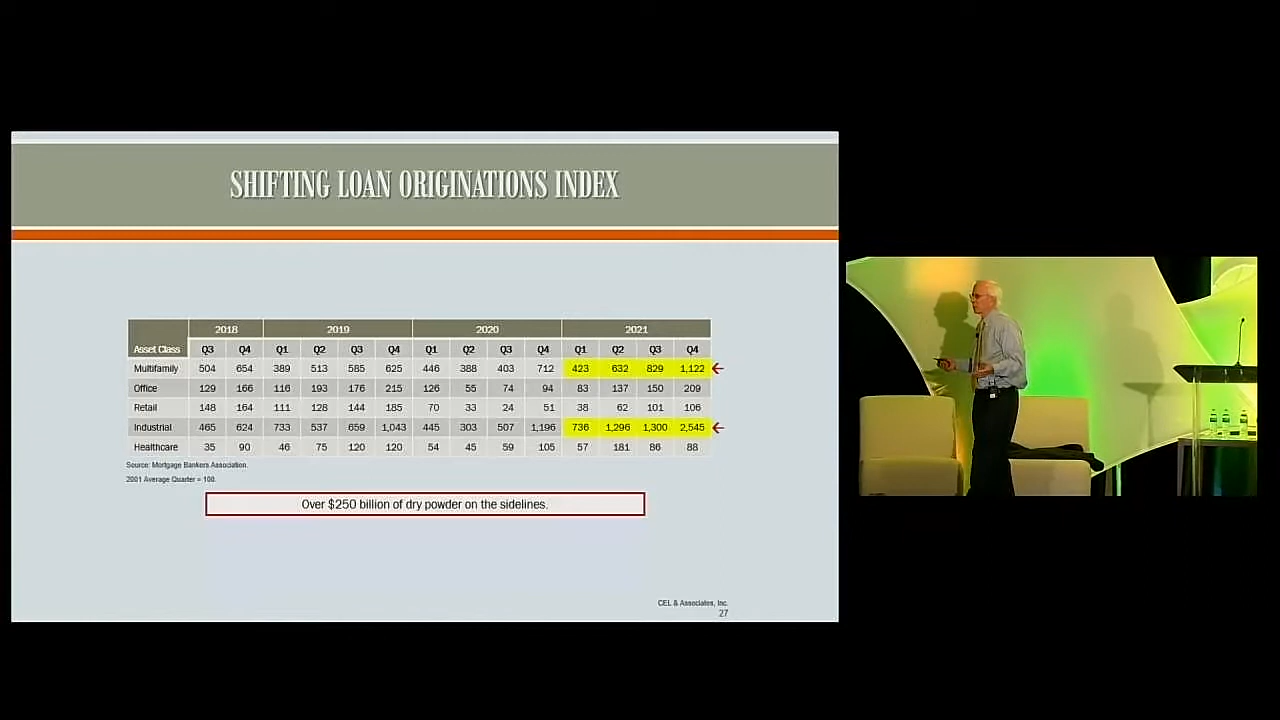 SHIFTING LOAN ORIGINATIONS INDEX
Asset Class 2018 2019 2020 2021
Q3 Q4 Q1 Q2 Q3 Q4 Q1 Q2 Q3 Q4 Q1 Q2 Q3 Q4
Multifamily 504 654 389 513 585 625 446 388 403 712 423 632 829 1,122
Office 129 166 116 193 176 215 126 55 74 94 83 137 150 209
Retail 148 164 111 128 144 185 70 33 24 51 38 62 101 106
Industrial 465 624 733 537 659 1,043 445 303 507 1,196 736 1,296 1,300 2,545
Healthcare 35 90 46 75 120 120 54 45 59 105 57 181 86 88
Source: Mortgage Bankers Association.
2001 Average Quarter = 100.
Over $250 billion of dry powder on the sidelines.
CEL & Associates, Inc.
27